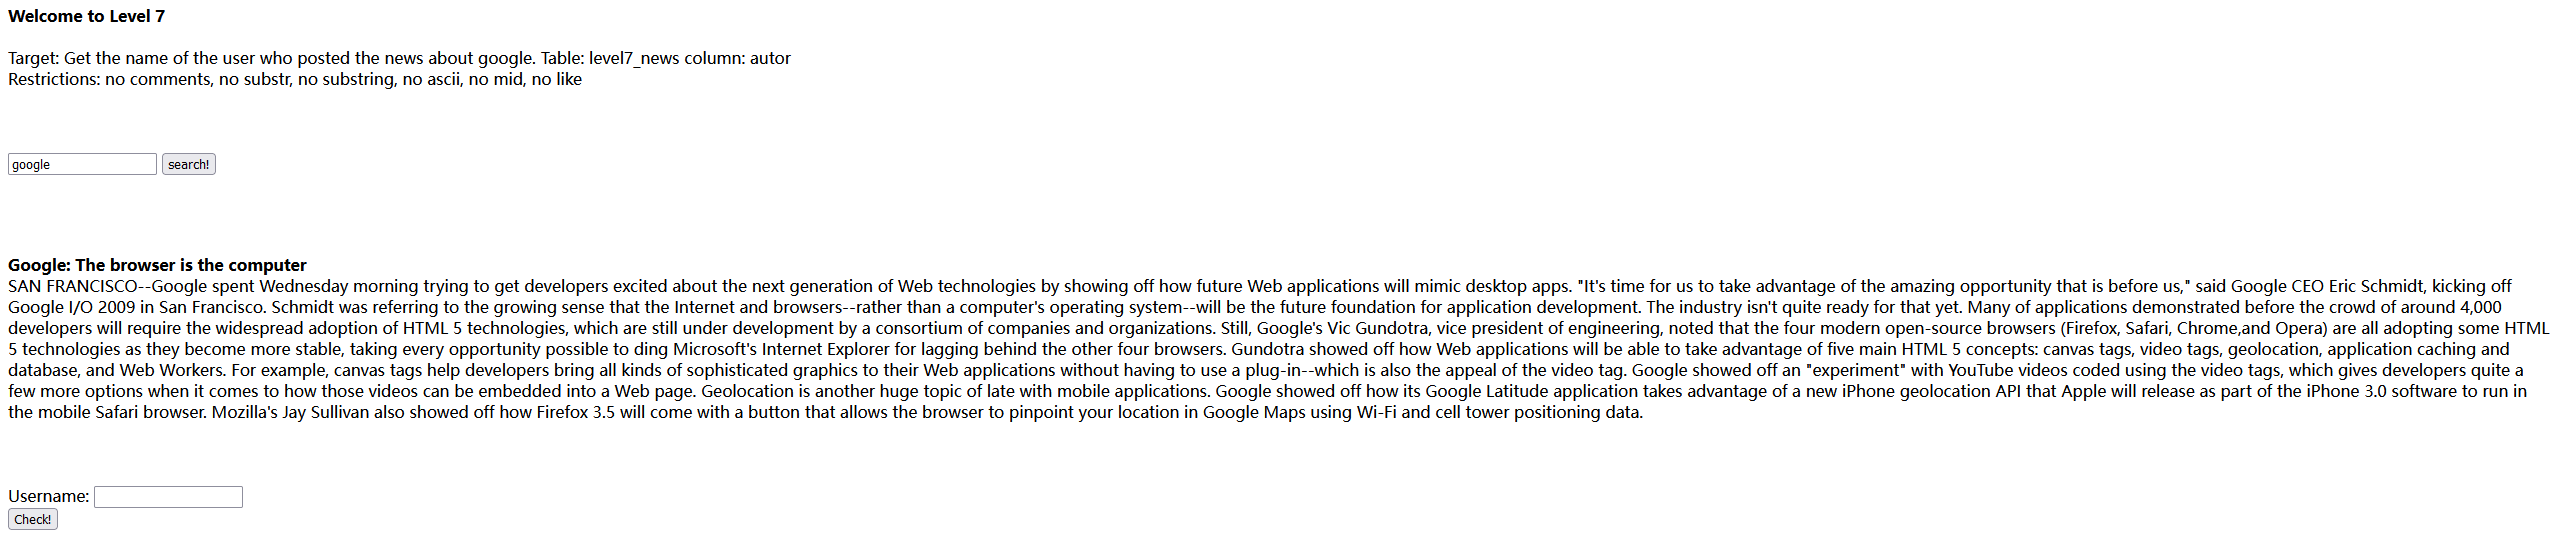 Welcome to Level 7
Target: Get the name of the user who posted the news about google. Table: level7_news column: autor
Restrictions: no comments, no substr, no substring, no ascii, no mid, no like
google search!
Google: The browser is the computer
SAN FRANCISCO--Google spent Wednesday morning trying to get developers excited about the next generation of Web technologies by showing off how future Web applications will mimic desktop apps. "It's time for us to take advantage of the amazing opportunity that is before us," said Google CEO Eric Schmidt, kicking off
Google I/O 2009 in San Francisco. Schmidt was referring to the growing sense that the Internet and browsers--rather than a computer's operating system--will be the future foundation for application development. The industry isn't quite ready for that yet. Many of applications demonstrated before the crowd of around 4,000
developers will require the widespread adoption of HTML 5 technologies, which are still under development by a consortium of companies and organizations. Still, Google's Vic Gundotra, vice president of engineering, noted that the four modern open-source browsers (Firefox, Safari, Chrome,and Opera) are all adopting some HTML
5 technologies as they become more stable, taking every opportunity possible to ding Microsoft's Internet Explorer for lagging behind the other four browsers. Gundotra showed off how Web applications will be able to take advantage of five main HTML 5 concepts: canvas tags, video tags, geolocation, application caching and
database, and Web Workers. For example, canvas tags help developers bring all kinds of sophisticated graphics to their Web applications without having to use a plug-in--which is also the appeal of the video tag. Google showed off an "experiment" with YouTube videos coded using the video tags, which gives developers quite a
few more options when it comes to how those videos can be embedded into a Web page. Geolocation is another huge topic of late with mobile applications. Google showed off how its Google Latitude application takes advantage of a new iPhone geolocation API that Apple will release as part of the iPhone 3.0 software to run in
the mobile Safari browser. Mozilla's Jay Sullivan also showed off how Firefox 3.5 will come with a button that allows the browser to pinpoint your location in Google Maps using Wi-Fi and cell tower positioning data.
Username:
Check!